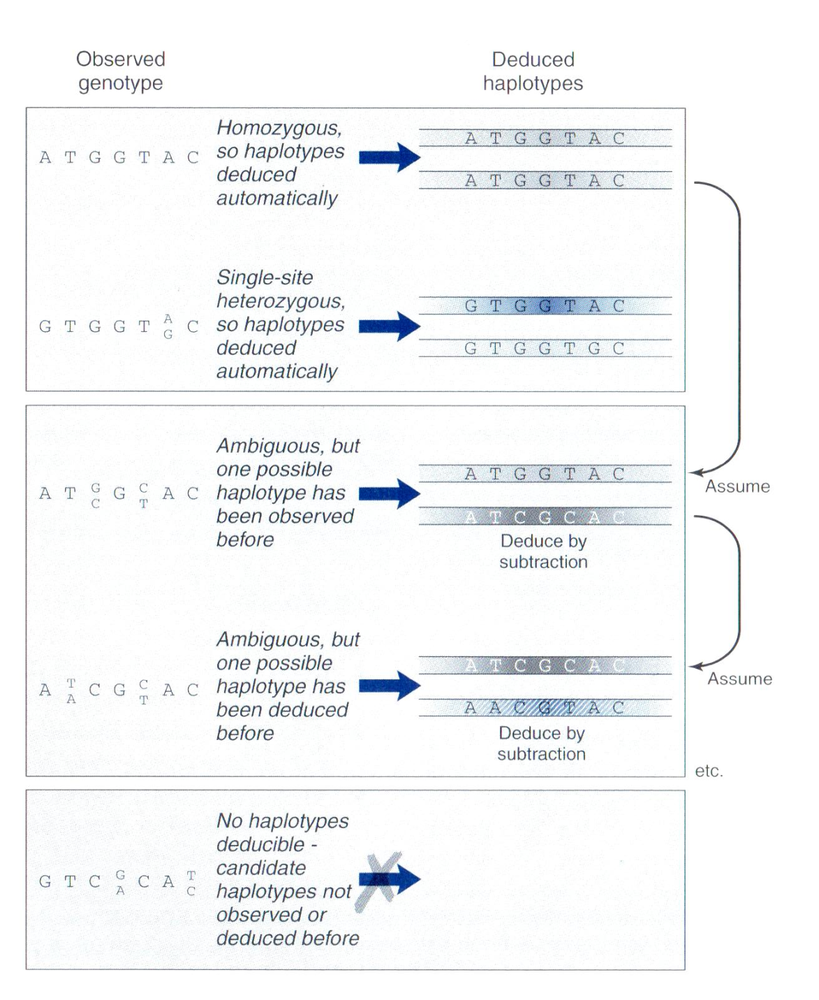 Observed
genotype
Deduced
haplotypes
A T G G T A C
Homozygous,
so haplotypes
deduced
automatically
A T G G T A C
A T G G T A C
G T G G T A/G C
Single-site
heterozygous,
so haplotypes
deduced
automatically
G T G G T A C
G T G G T G C
A T G/C G C/T A C
Ambiguous, but
one possible
haplotype has
been observed
before
A T G G T A C
Assume
A T C G C A C
Deduce by
subtraction
A T/A C G C/T A C
Ambiguous, but
one possible
haplotype has
been deduced
before
A T C G C A C
Assume
A A C G T A C
Deduce by
subtraction
etc.
G T C G/A C A T/C
No haplotypes
deducible -
candidate
haplotypes not
observed or
deduced before